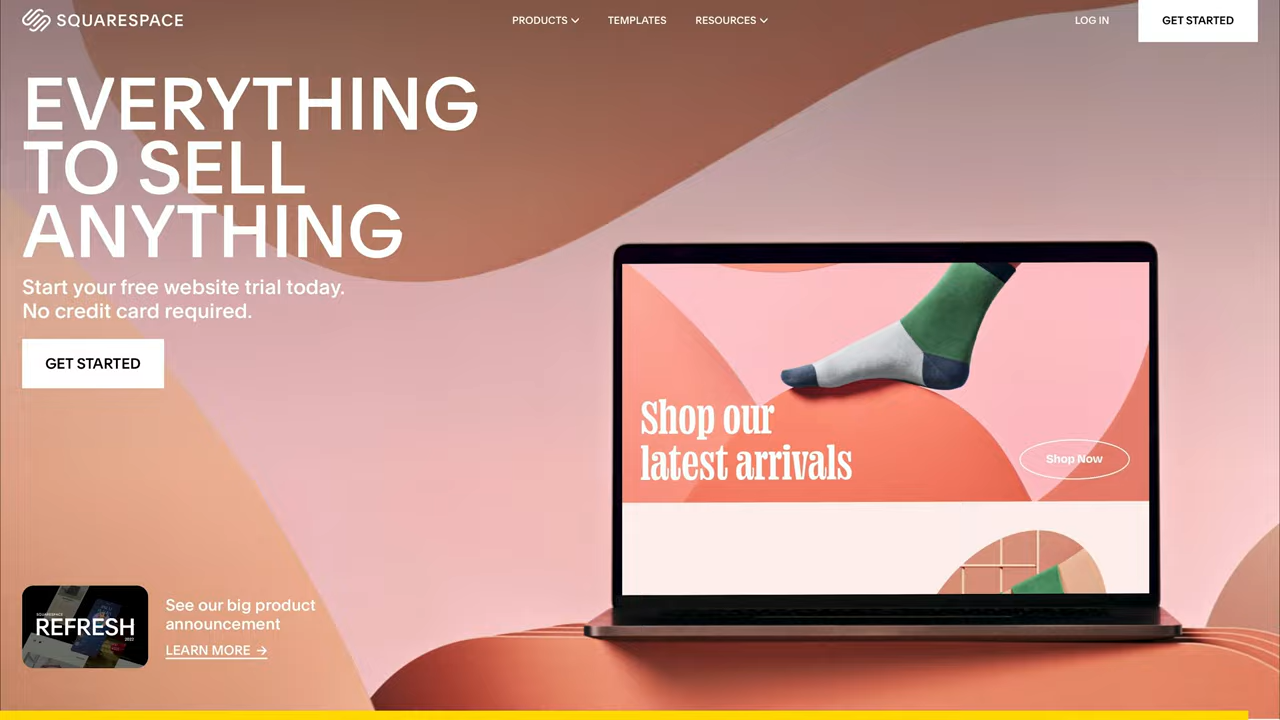 SQUARESPACE
PRODUCTS
TEMPLATES
RESOURCES
LOG IN
GET STARTED
EVERYTHING
TO SELL
ANYTHING
Start your free website trial today.
No credit card required.
GET STARTED
Shop our
latest arrivals
Shop Now
SQUARESPACE
REFRESH
2023
See our big product
announcement
LEARN MORE →